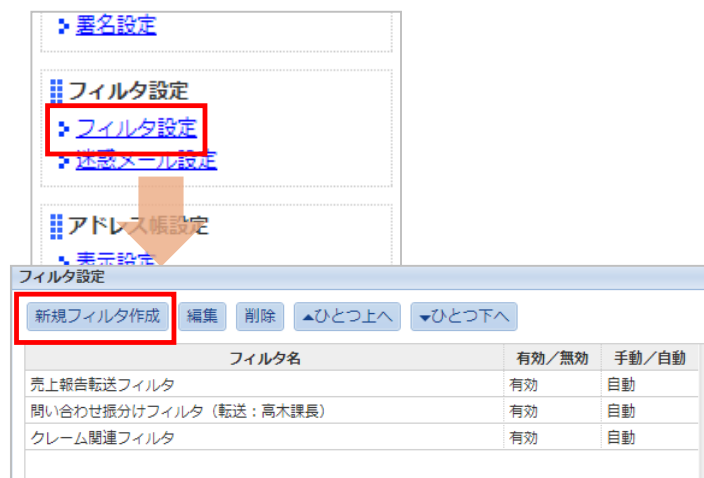 署名設定
フィルタ設定
フィルタ設定
迷惑メール設定
アドレス帳設定
表示設定
フィルタ設定
新規フィルタ作成 編集 削除 ▲ひとつ上へ ▼ひとつ下へ
フィルタ名 有効／無効 手動／自動
売上報告転送フィルタ 有効 自動
問い合わせ振分けフィルタ（転送：高木課長） 有効 自動
クレーム関連フィルタ 有効 自動